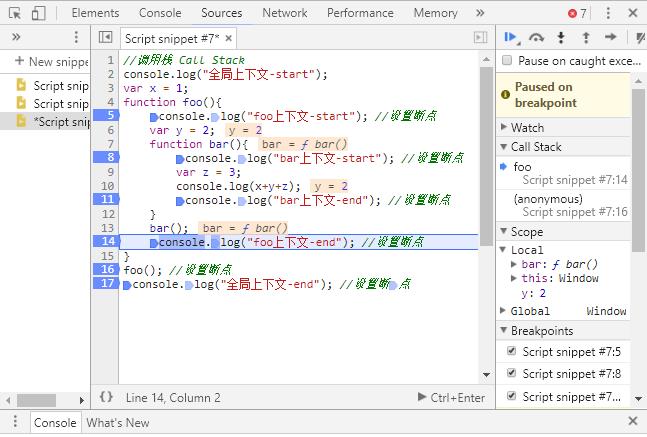 Elements Console Sources Network Performance Memory 7
New snippe Script snippet #7* Pause on caught exce...
Script snip
Script snip
*Script snip
1 //调用栈 Call Stack
2 console.log("全局上下文-start");
3 var x = 1;
4 function foo(){
5 console.log("foo上下文-start"); //设置断点
6 var y = 2; y = 2
7 function bar(){ bar = ƒ bar()
8 console.log("bar上下文-start"); //设置断点
9 var z = 3;
10 console.log(x+y+z); y = 2
11 console.log("bar上下文-end"); //设置断点
12 }
13 bar(); bar = ƒ bar()
14 console.log("foo上下文-end"); //设置断点
15 }
16 foo(); //设置断点
17 console.log("全局上下文-end"); //设置断点
{} Line 14, Column 2 Ctrl+Enter
Paused on
breakpoint
Watch
Call Stack
foo
Script snippet #7:14
(anonymous)
Script snippet #7:16
Scope
Local
bar: ƒ bar()
this: Window
y: 2
Global Window
Breakpoints
Script snippet #7:5
Script snippet #7:8
Script snippet #7...
Console What's New